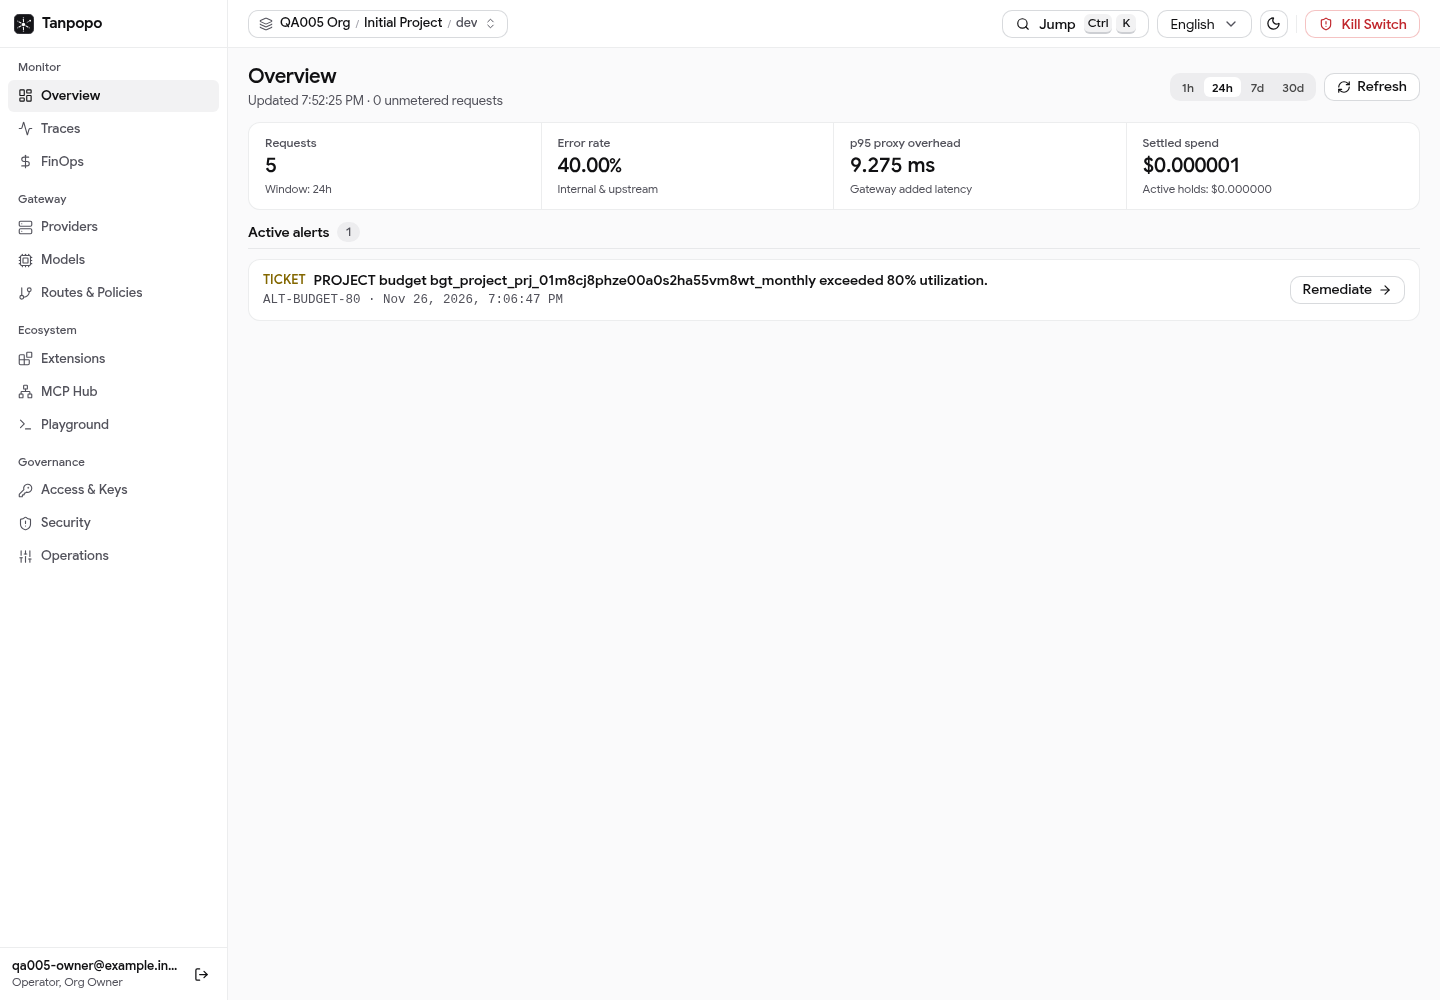 Tanpopo
QA005 Org / Initial Project / dev
Jump Ctrl K
English
Kill Switch
Monitor
Overview
Traces
FinOps
Gateway
Providers
Models
Routes & Policies
Ecosystem
Extensions
MCP Hub
Playground
Governance
Access & Keys
Security
Operations
qa005-owner@example.in...
Operator, Org Owner
Overview
Updated 7:52:25 PM · 0 unmetered requests
1h 24h 7d 30d
Refresh
Requests
5
Window: 24h
Error rate
40.00%
Internal & upstream
p95 proxy overhead
9.275 ms
Gateway added latency
Settled spend
$0.000001
Active holds: $0.000000
Active alerts 1
TICKET PROJECT budget bgt_project_prj_01m8cj8phze00a0s2ha55vm8wt_monthly exceeded 80% utilization.
ALT-BUDGET-80 · Nov 26, 2026, 7:06:47 PM
Remediate